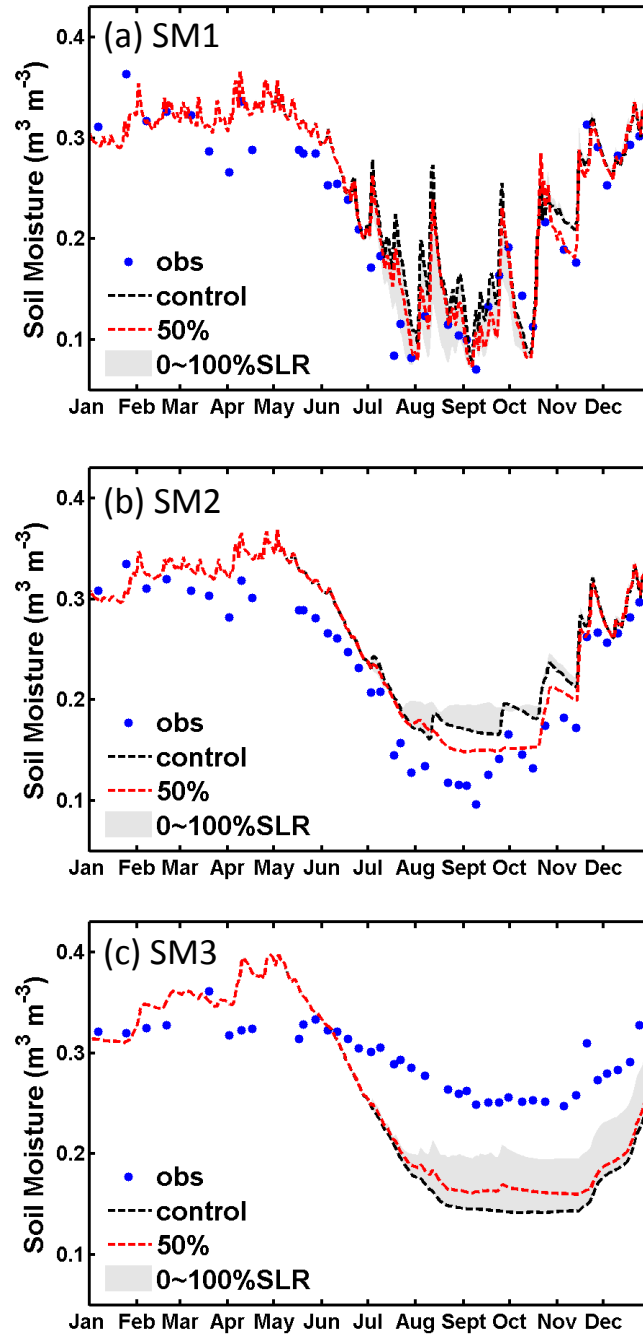 (a) SM1
Soil Moisture (m³ m⁻³)
0.4
0.3
0.2
0.1
obs
control
50%
0~100%SLR
Jan Feb Mar Apr May Jun Jul Aug Sept Oct Nov Dec
(b) SM2
Soil Moisture (m³ m⁻³)
0.4
0.3
0.2
0.1
obs
control
50%
0~100%SLR
Jan Feb Mar Apr May Jun Jul Aug Sept Oct Nov Dec
(c) SM3
Soil Moisture (m³ m⁻³)
0.4
0.3
0.2
0.1
obs
control
50%
0~100%SLR
Jan Feb Mar Apr May Jun Jul Aug Sept Oct Nov Dec